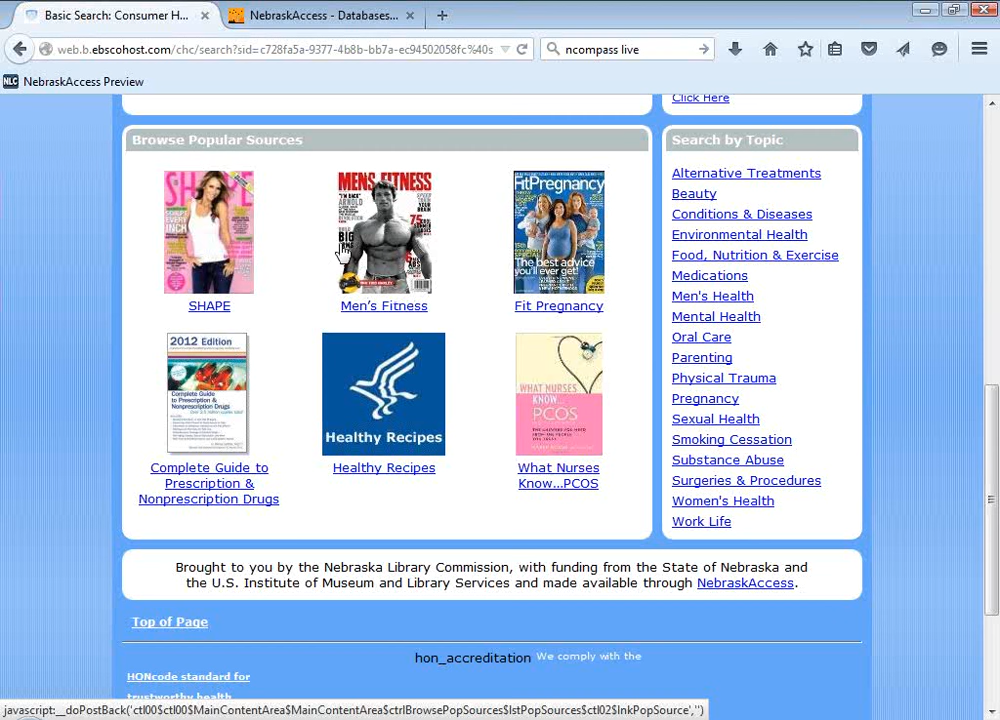 Basic Search: Consumer H...
NebraskAccess - Databases...
web.b.ebscohost.com/chc/search?sid=c728fa5a-9377-4b8b-bb7a-ec94502058fc%40s
ncompass live
NLC
NebraskAccess Preview
Click Here
Browse Popular Sources
SHAPE
MEN'S FITNESS
"I'M BACK"
ARNOLD
BIG
75
FitPregnancy
The best advice
you'll ever get!
SHAPE
Men's Fitness
Fit Pregnancy
2012 Edition
Complete Guide
to Prescription &
Nonprescription Drugs
Healthy Recipes
WHAT NURSES
KNOW...
PCOS
Complete Guide to
Prescription &
Nonprescription Drugs
Healthy Recipes
What Nurses
Know...PCOS
Search by Topic
Alternative Treatments
Beauty
Conditions & Diseases
Environmental Health
Food, Nutrition & Exercise
Medications
Men's Health
Mental Health
Oral Care
Parenting
Physical Trauma
Pregnancy
Sexual Health
Smoking Cessation
Substance Abuse
Surgeries & Procedures
Women's Health
Work Life
Brought to you by the Nebraska Library Commission, with funding from the State of Nebraska and
the U.S. Institute of Museum and Library Services and made available through NebraskAccess.
Top of Page
hon_accreditation We comply with the
HONcode standard for
trustworthy health
javascript:__doPostBack('ctl00$ctl00$MainContentArea$MainContentArea$ctrlBrowsePopSources$lstPopSources$ctl02$lnkPopSource','')